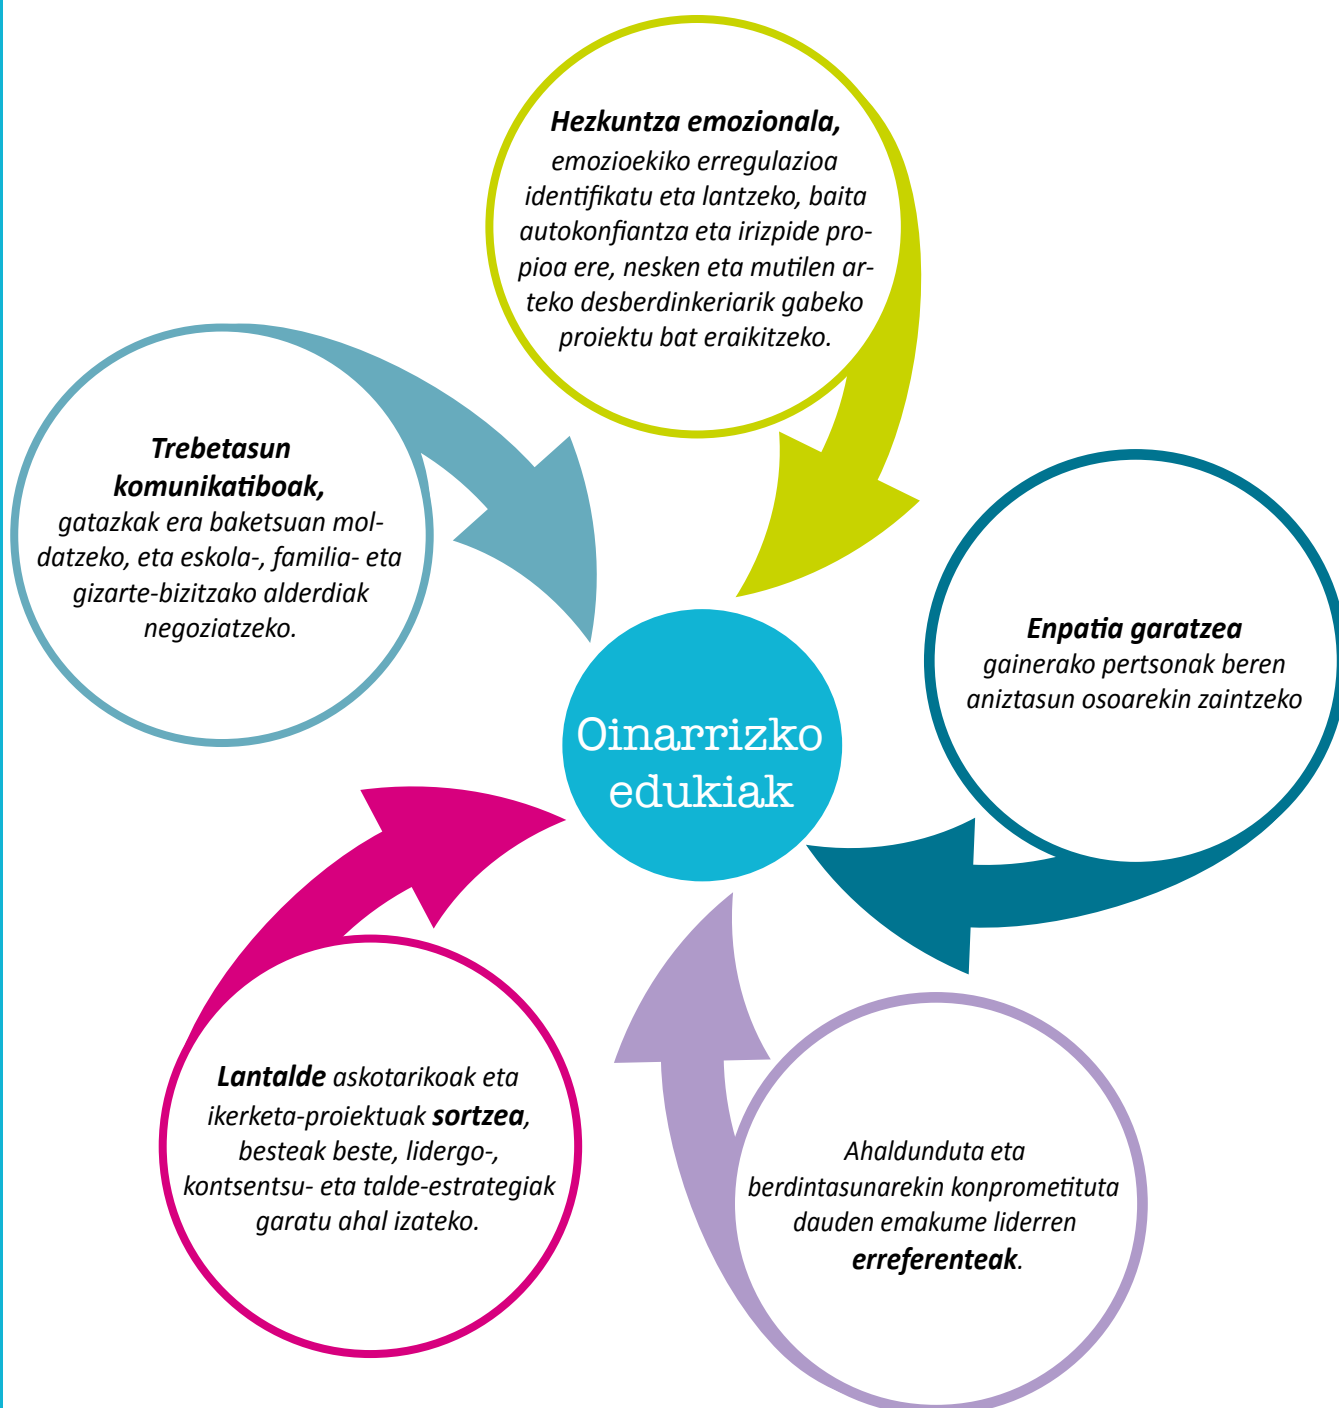 Hezkuntza emozionala,
emozioekiko erregulazioa
identifikatu eta lantzeko, baita
autokonfiantza eta irizpide pro-
pioa ere, nesken eta mutilen ar-
teko desberdinkeriarik gabeko
proiektu bat eraikitzeko.
Trebetasun
komunikatiboak,
gatazkak era baketsuan mol-
datzeko, eta eskola-, familia- eta
gizarte-bizitzako alderdiak
negoziatzeko.
Enpatia garatzea
gainerako pertsonak beren
aniztasun osoarekin zaintzeko
Oinarrizko
edukiak
Lantalde askotarikoak eta
ikerketa-proiektuak sortzea,
besteak beste, lidergo-,
kontsentsu- eta talde-estrategiak
garatu ahal izateko.
Ahaldunduta eta
berdintasunarekin konprometituta
dauden emakume liderren
erreferenteak.